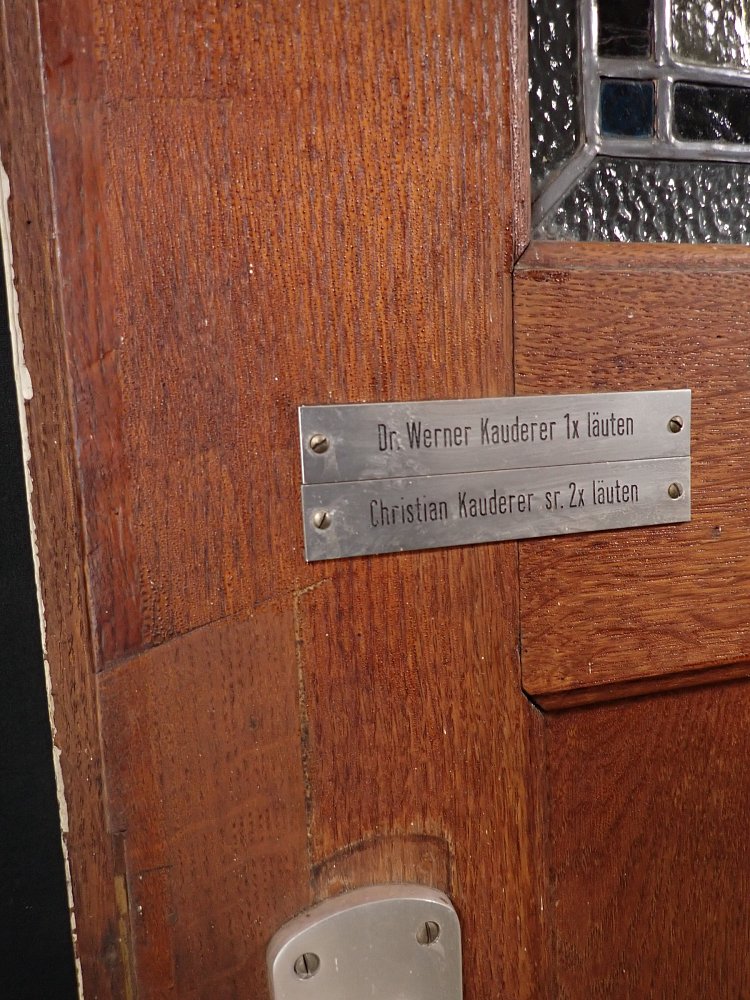 Dr. Werner Kauderer 1x läuten
Christian Kauderer sr. 2x läuten